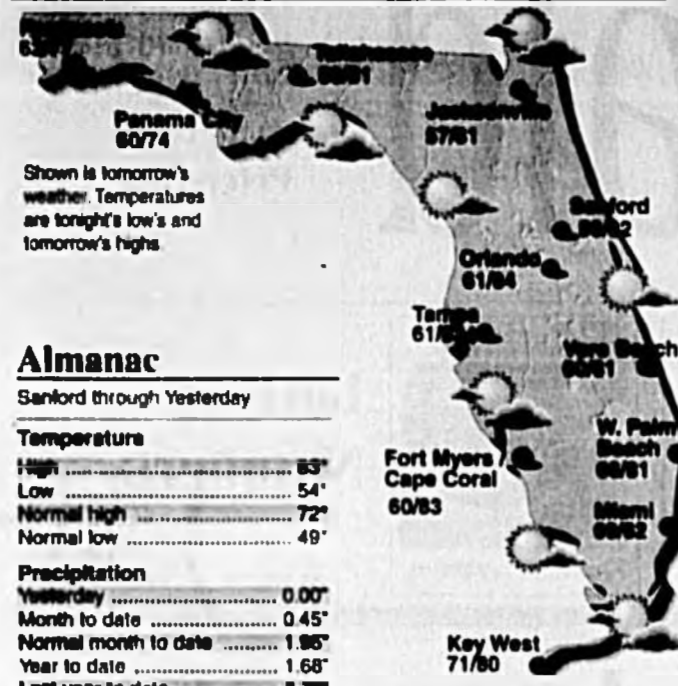 Panama City
60/74
Shown is tomorrow's
weather. Temperatures
are tonight's low's and
tomorrow's highs.
Jacksonville
57/81
Sanford
Orlando
61/84
Tampa
Vero Beach
Almanac
Sanford through Yesterday
Temperature
High
Low 54°
Normal high 72°
Normal low 49°
Precipitation
Yesterday 0.00"
Month to date 0.45"
Normal month to date
Year to date 1.68"
Fort Myers /
Cape Coral
60/83
W. Palm
Beach
Miami
Key West
71/80